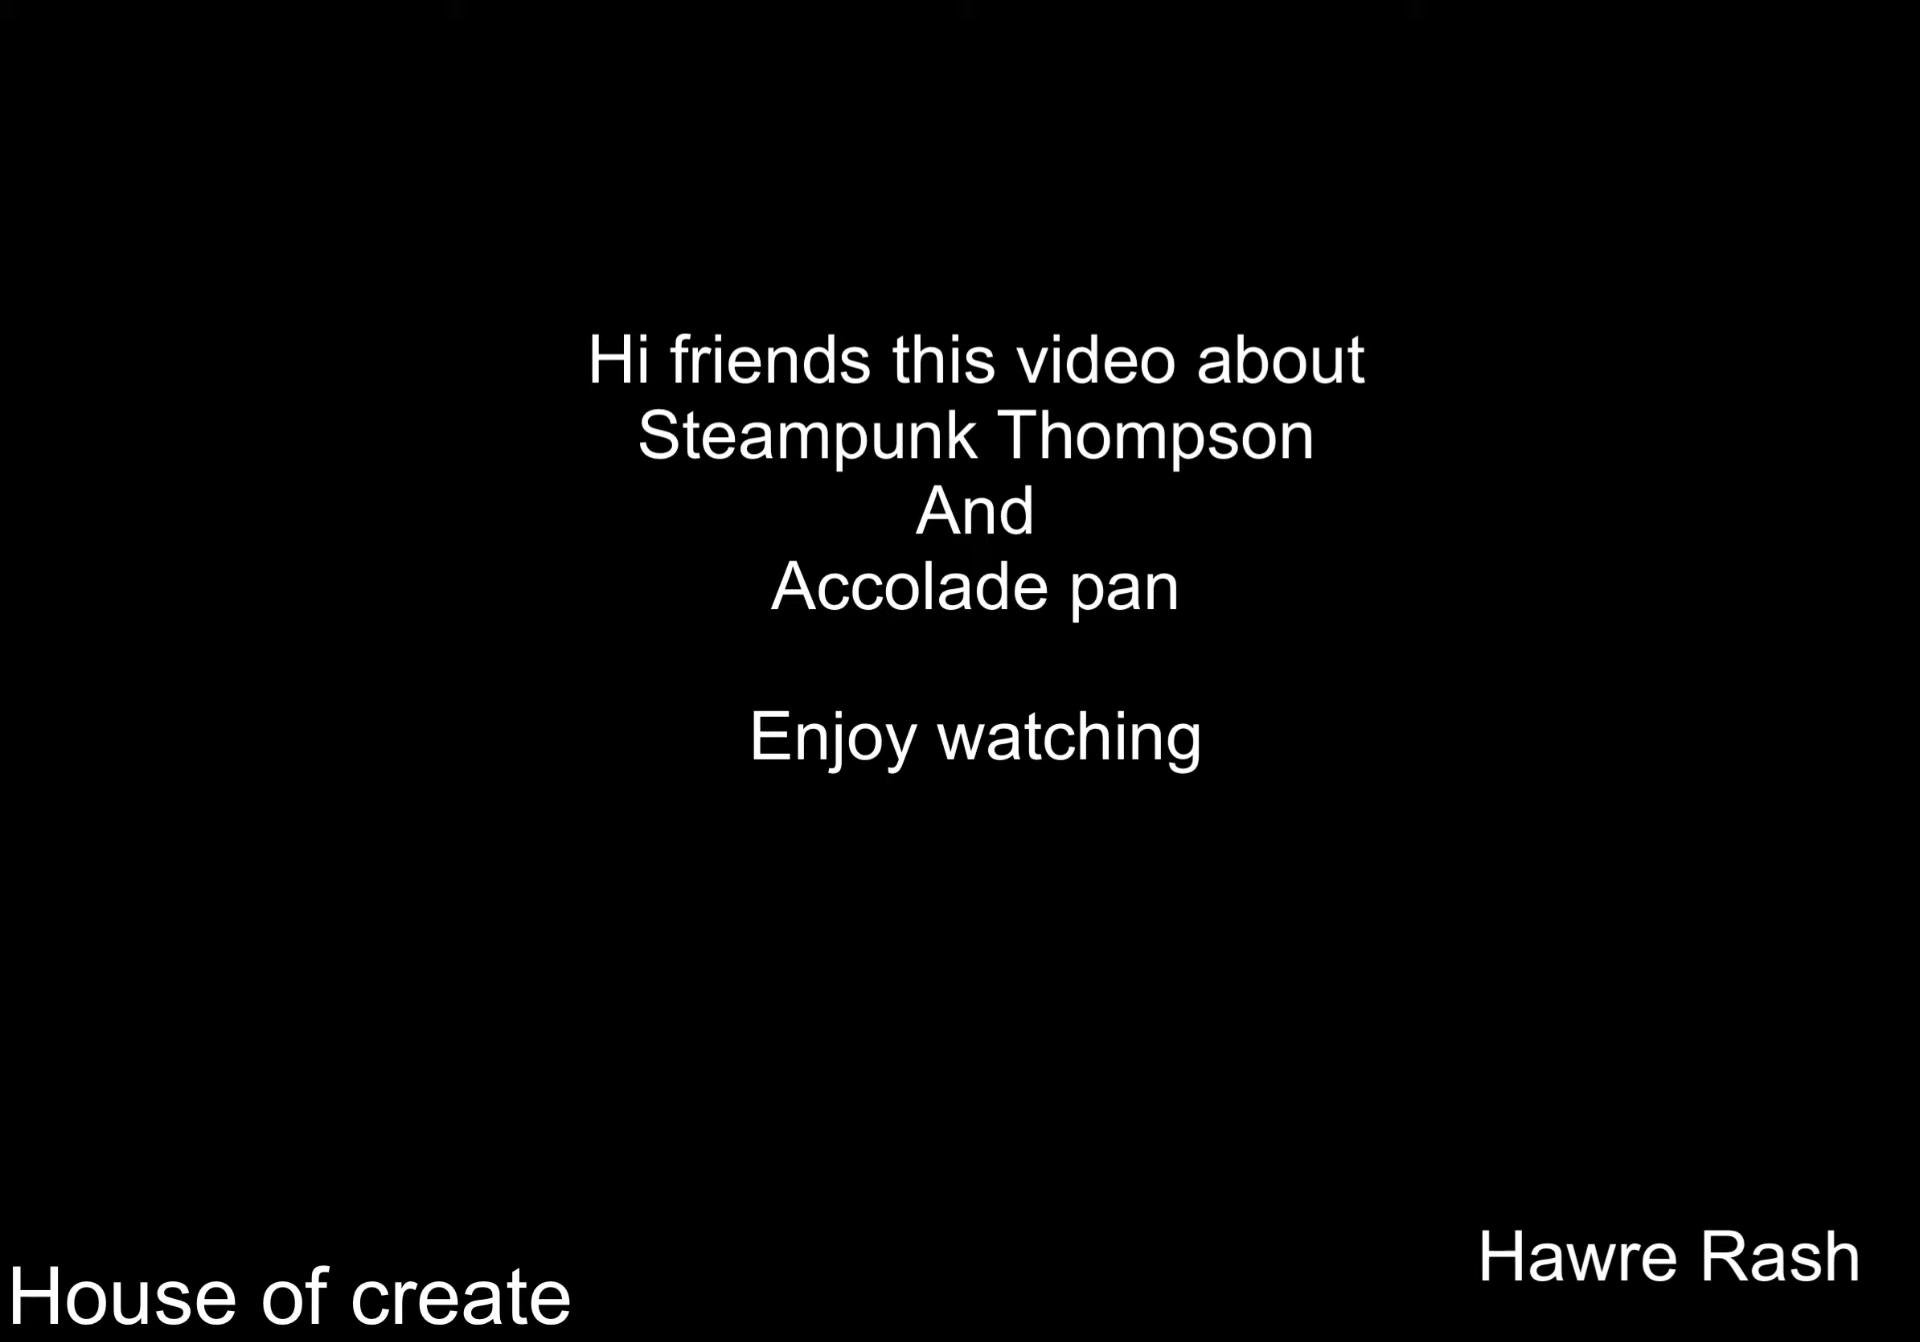 Hi friends this video about
Steampunk Thompson
And
Accolade pan
Enjoy watching
Hawre Rash
House of create